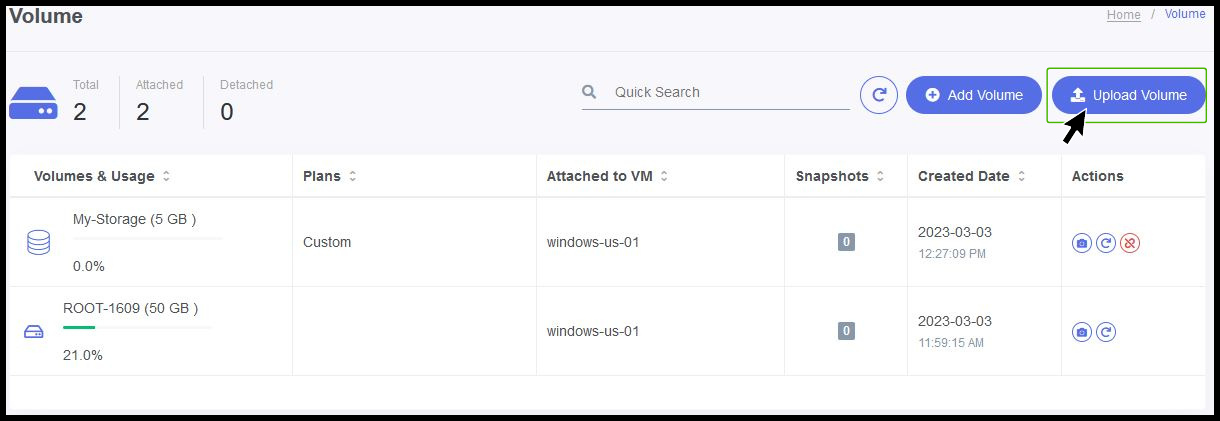 Volume
Home / Volume
Total Attached Detached
2 2 0
Quick Search
Add Volume
Upload Volume
Volumes & Usage Plans Attached to VM Snapshots Created Date Actions
My-Storage (5 GB )
0.0%
Custom
windows-us-01
0
2023-03-03
12:27:09 PM
ROOT-1609 (50 GB )
21.0%
windows-us-01
0
2023-03-03
11:59:15 AM